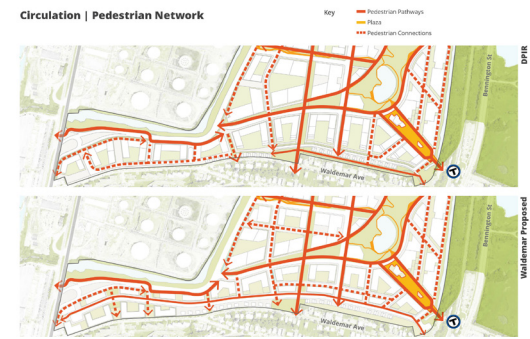 Circulation | Pedestrian Network
Key
Pedestrian Pathways
Plaza
Pedestrian Connections
DPIR
Bennington St
Waldemar Ave
T
Waldemar Proposed
Bennington St
Waldemar Ave
T